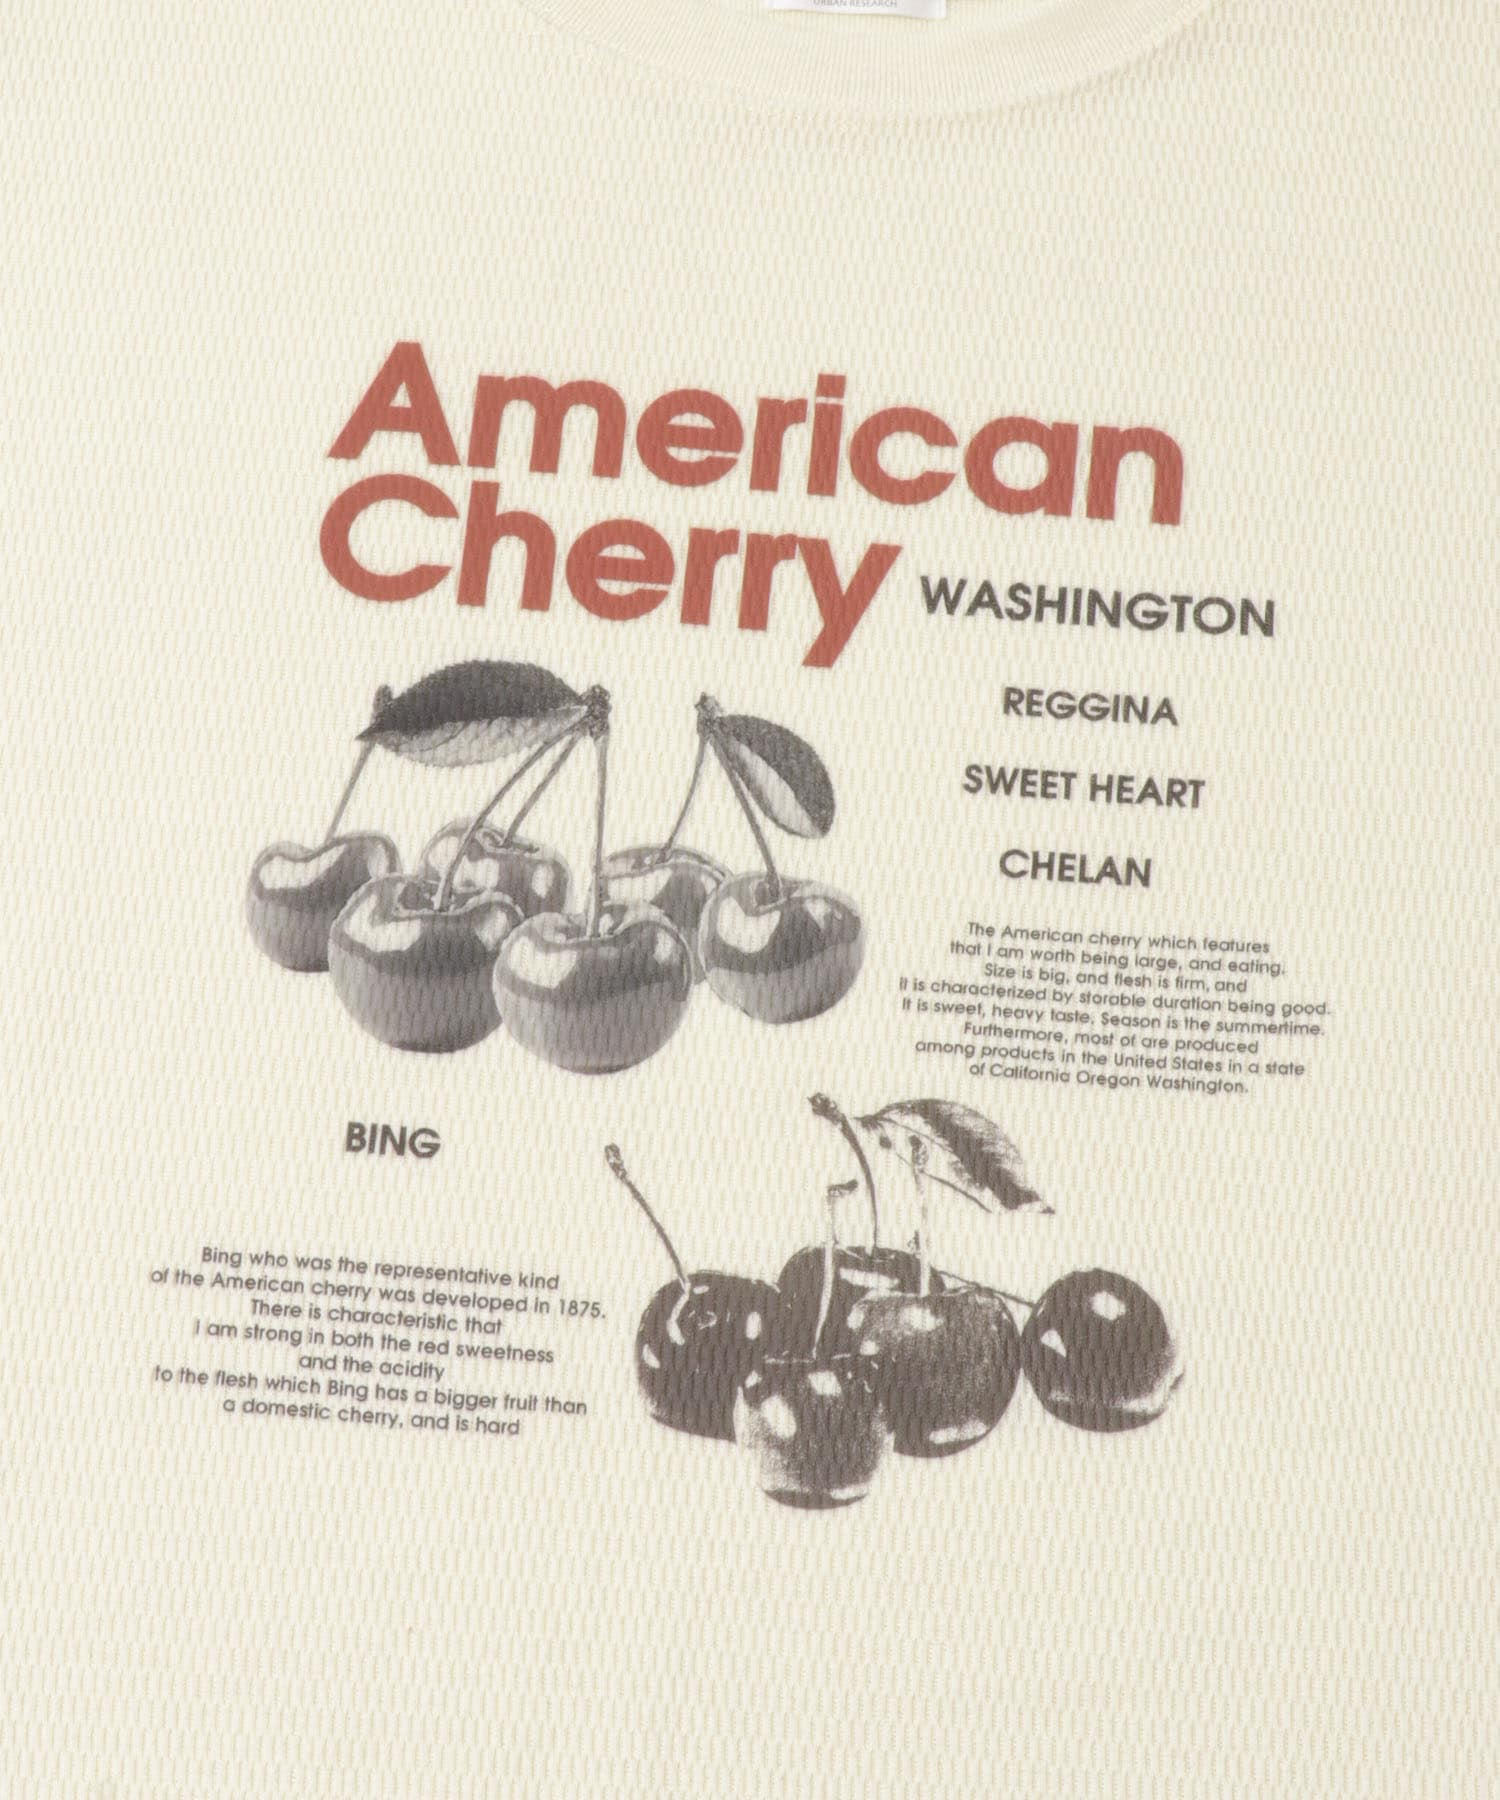 URBAN RESEARCH
American
Cherry
WASHINGTON
REGGINA
SWEET HEART
CHELAN
The American cherry which features
that I am worth being large, and eating.
Size is big, and flesh is firm, and
It is characterized by storable duration being good.
It is sweet, heavy taste. Season is the summertime.
Furthermore, most of are produced
among products in the United States in a state
of California Oregon Washington.
BING
Bing who was the representative kind
of the American cherry was developed in 1875.
There is characteristic that
I am strong in both the red sweetness
and the acidity
to the flesh which Bing has a bigger fruit than
a domestic cherry, and is hard